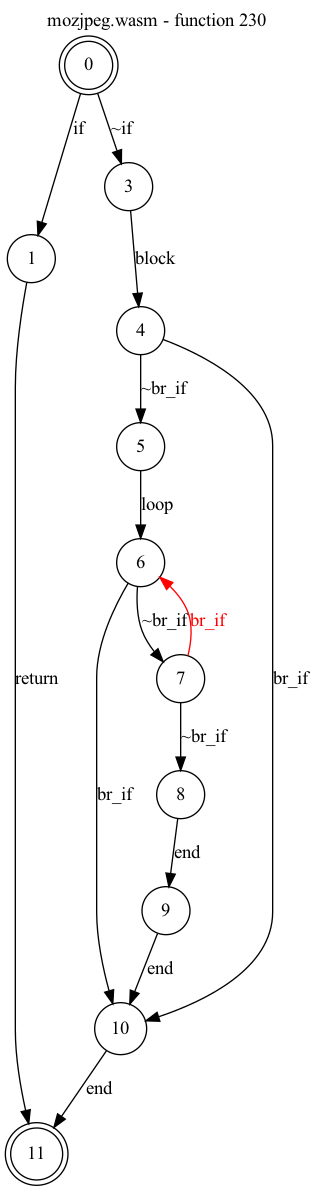 mozjpeg.wasm - function 230
0
if
~if
3
1
block
4
~br_if
5
loop
6
~br_if
br_if
7
return
br_if
~br_if
br_if
8
end
9
end
10
end
11